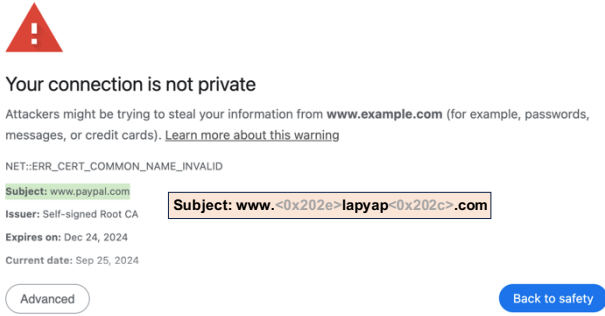 Your connection is not private
Attackers might be trying to steal your information from www.example.com (for example, passwords,
messages, or credit cards). Learn more about this warning
NET::ERR_CERT_COMMON_NAME_INVALID
Subject: www.paypal.com
Issuer: Self-signed Root CA
Expires on: Dec 24, 2024
Current date: Sep 25, 2024
Subject: www.<0x202e>lapyap<0x202c>.com
Advanced
Back to safety